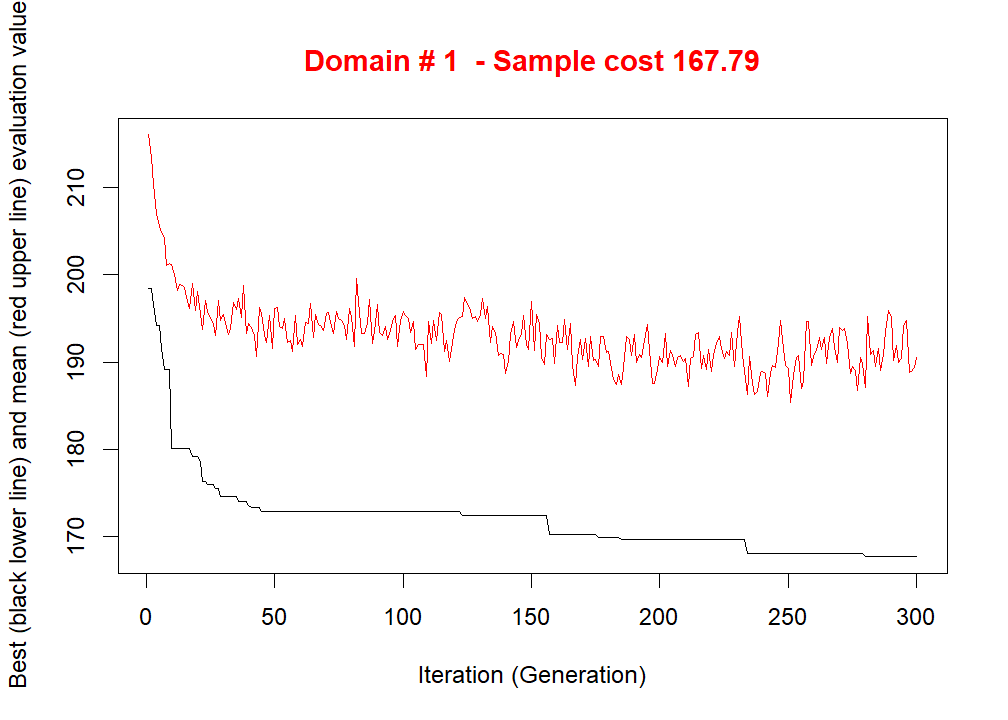 Domain # 1  - Sample cost 167.79
Best (black lower line) and mean (red upper line) evaluation value
210
200
190
180
170
0 50 100 150 200 250 300
Iteration (Generation)